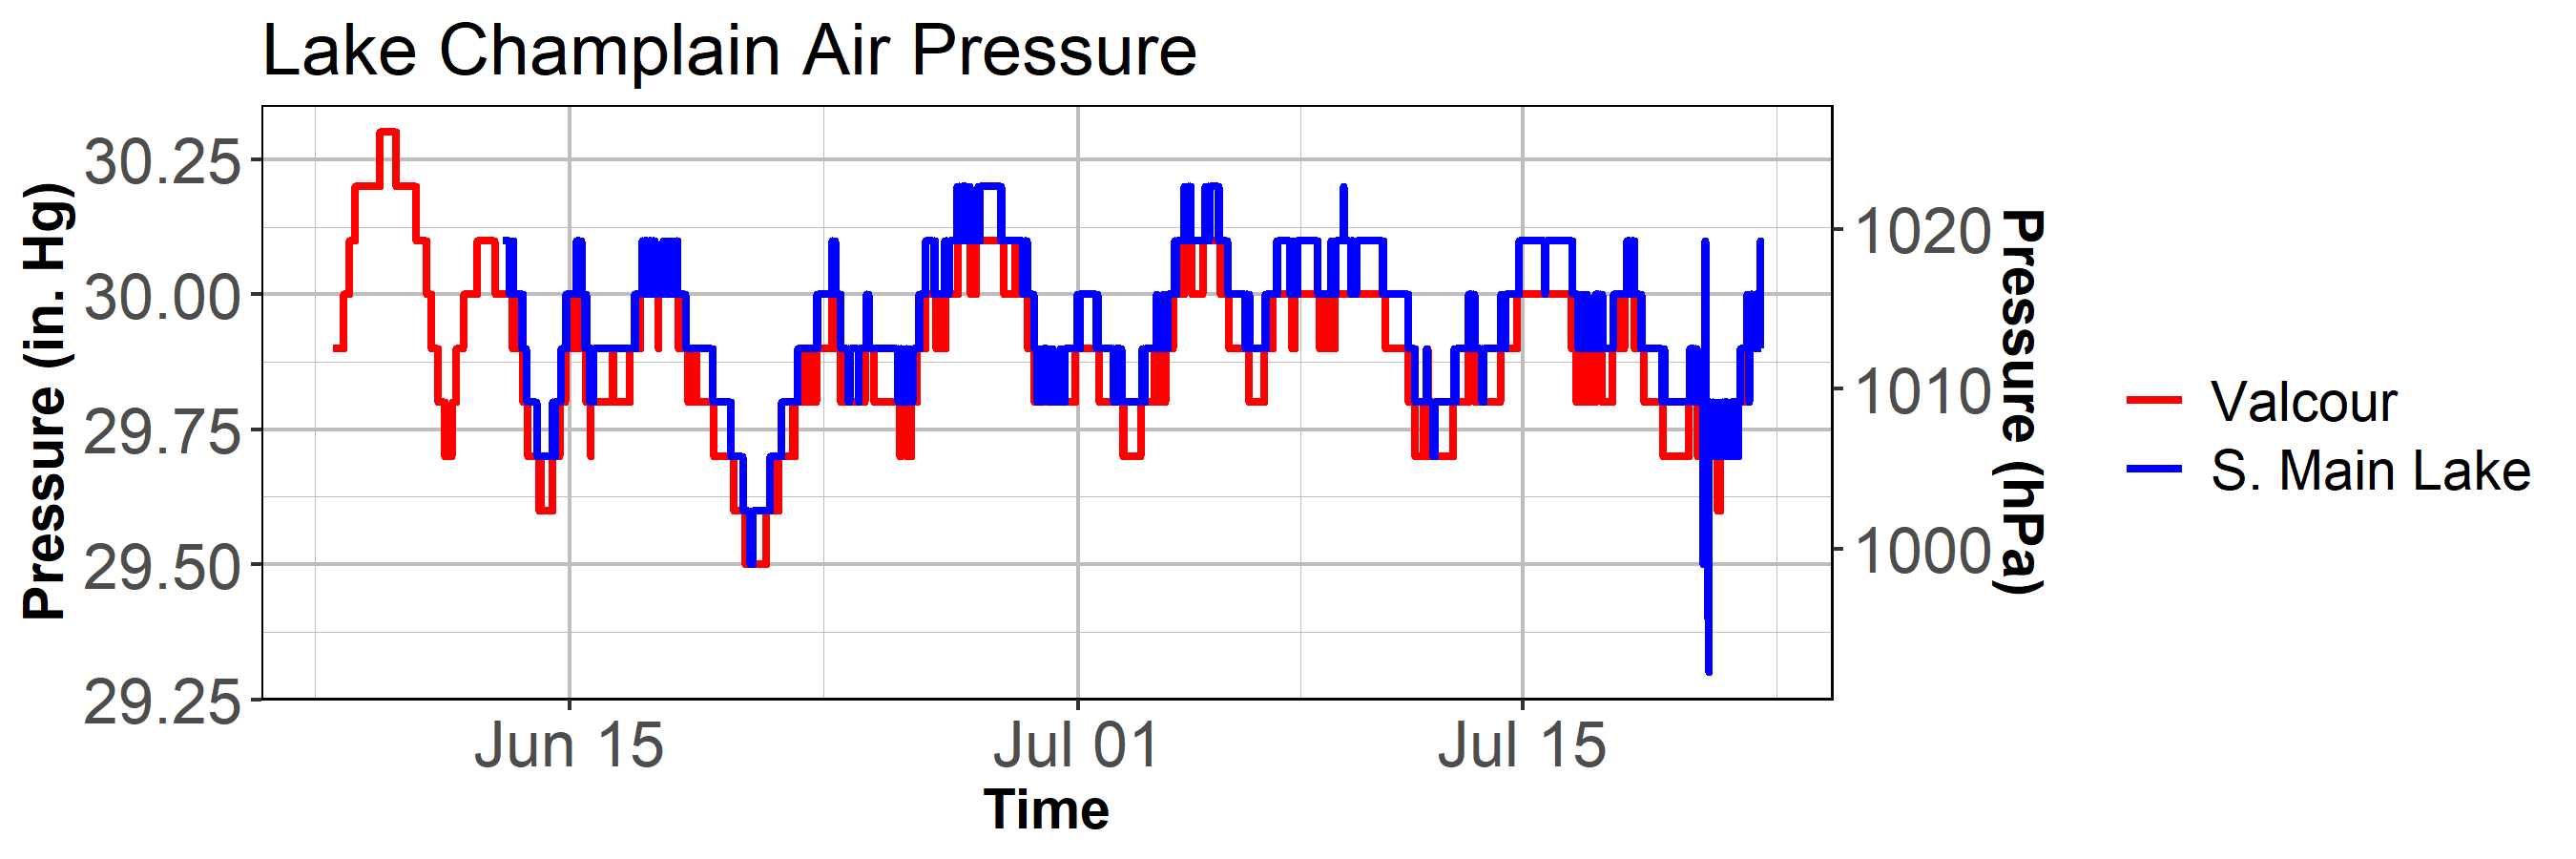 Lake Champlain Air Pressure
Pressure (in. Hg)
30.25
30.00
29.75
29.50
29.25
Jun 15
Jul 01
Jul 15
Time
1020
1010
1000
Pressure (hPa)
Valcour
S. Main Lake